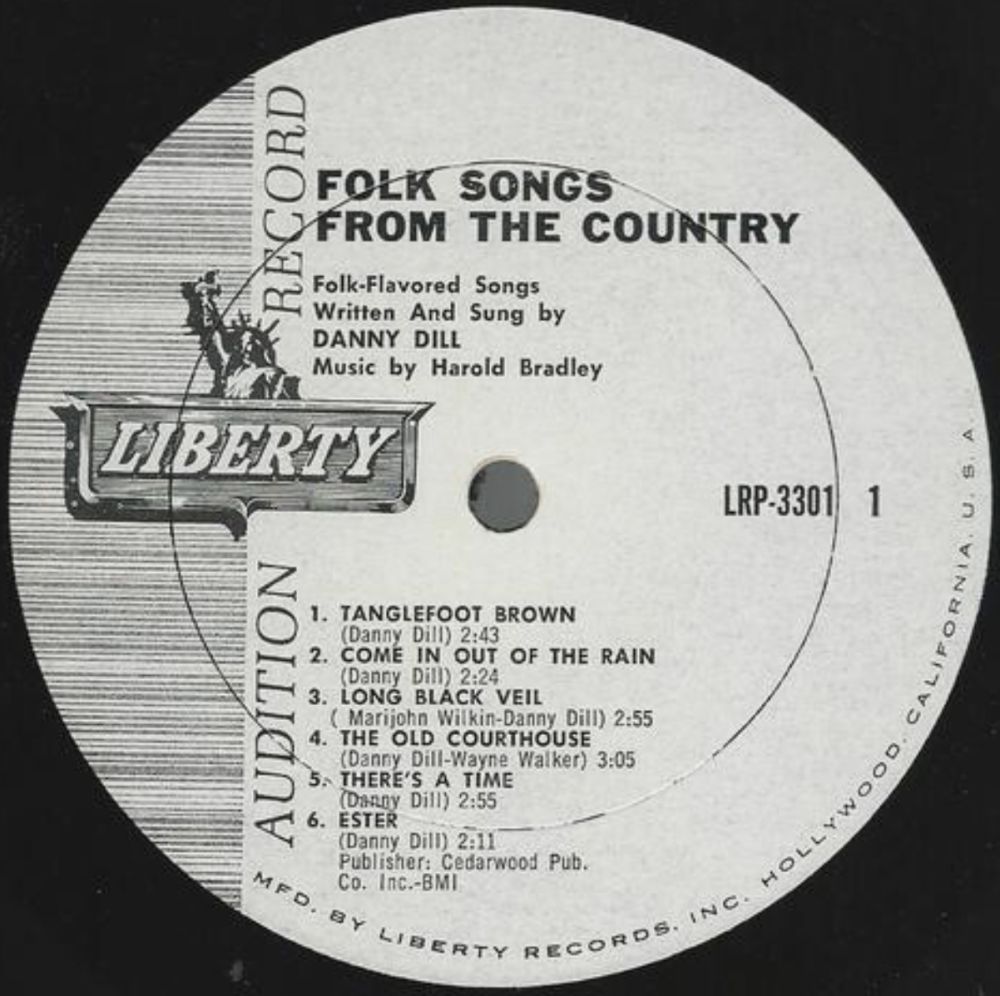 FOLK SONGS
FROM THE COUNTRY
Folk-Flavored Songs
Written And Sung by
DANNY DILL
Music by Harold Bradley
AUDITION RECORD
LIBERTY
LRP-3301 1
1. TANGLEFOOT BROWN
(Danny Dill) 2:43
2. COME IN OUT OF THE RAIN
(Danny Dill) 2:24
3. LONG BLACK VEIL
( Marijohn Wilkin-Danny Dill) 2:55
4. THE OLD COURTHOUSE
(Danny Dill-Wayne Walker) 3:05
5. THERE'S A TIME
(Danny Dill) 2:55
6. ESTER
(Danny Dill) 2:11
Publisher: Cedarwood Pub.
Co. Inc.-BMI
MFD. BY LIBERTY RECORDS, INC. HOLLYWOOD, CALIFORNIA, U. S. A.